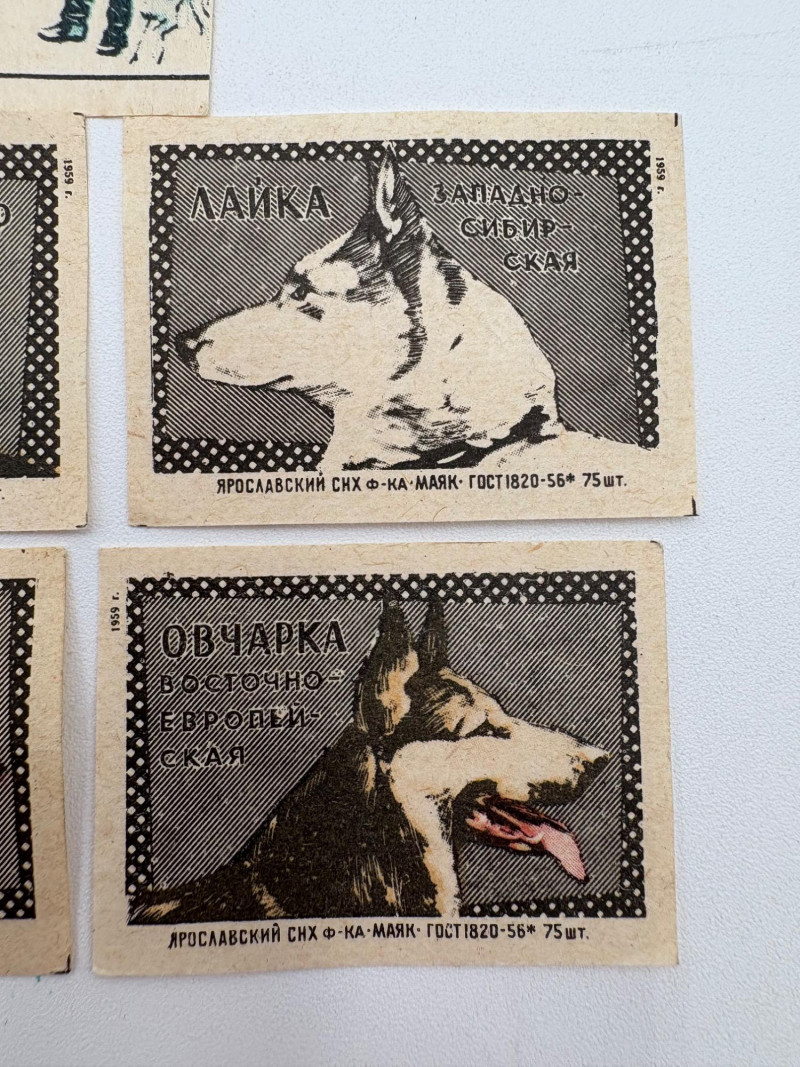 1959 г.
ЛАЙКА
ЗАПАДНО-
СИБИР-
СКАЯ
1959 г.
ЯРОСЛАВСКИЙ СНХ Ф-КА•МАЯК• ГОСТ1820-56* 75шт.
1959 г.
ОВЧАРКА
ВОСТОЧНО-
ЕВРОПЕЙ-
СКАЯ
ЯРОСЛАВСКИЙ СНХ Ф-КА•МАЯК• ГОСТ1820-56* 75шт.